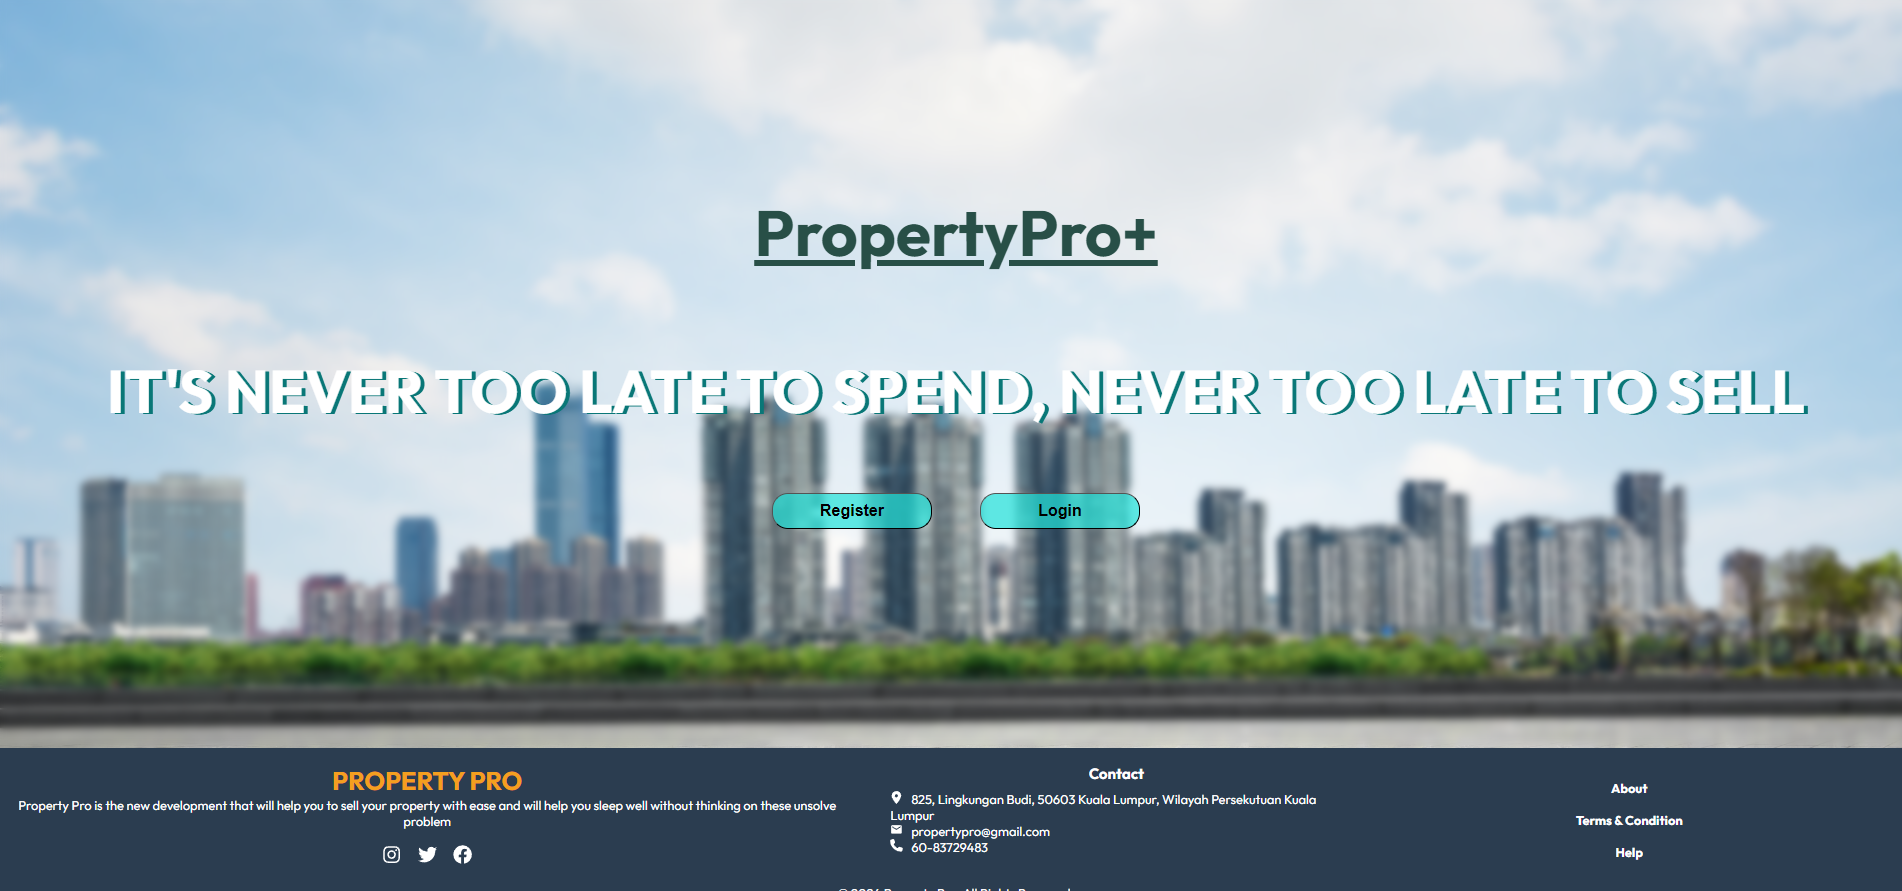 PropertyPro+
IT'S NEVER TOO LATE TO SPEND, NEVER TOO LATE TO SELL
Register
Login
PROPERTY PRO
Property Pro is the new development that will help you to sell your property with ease and will help you sleep well without thinking on these unsolve
problem
Contact
825, Lingkungan Budi, 50603 Kuala Lumpur, Wilayah Persekutuan Kuala
Lumpur
propertypro@gmail.com
60-83729483
About
Terms & Condition
Help